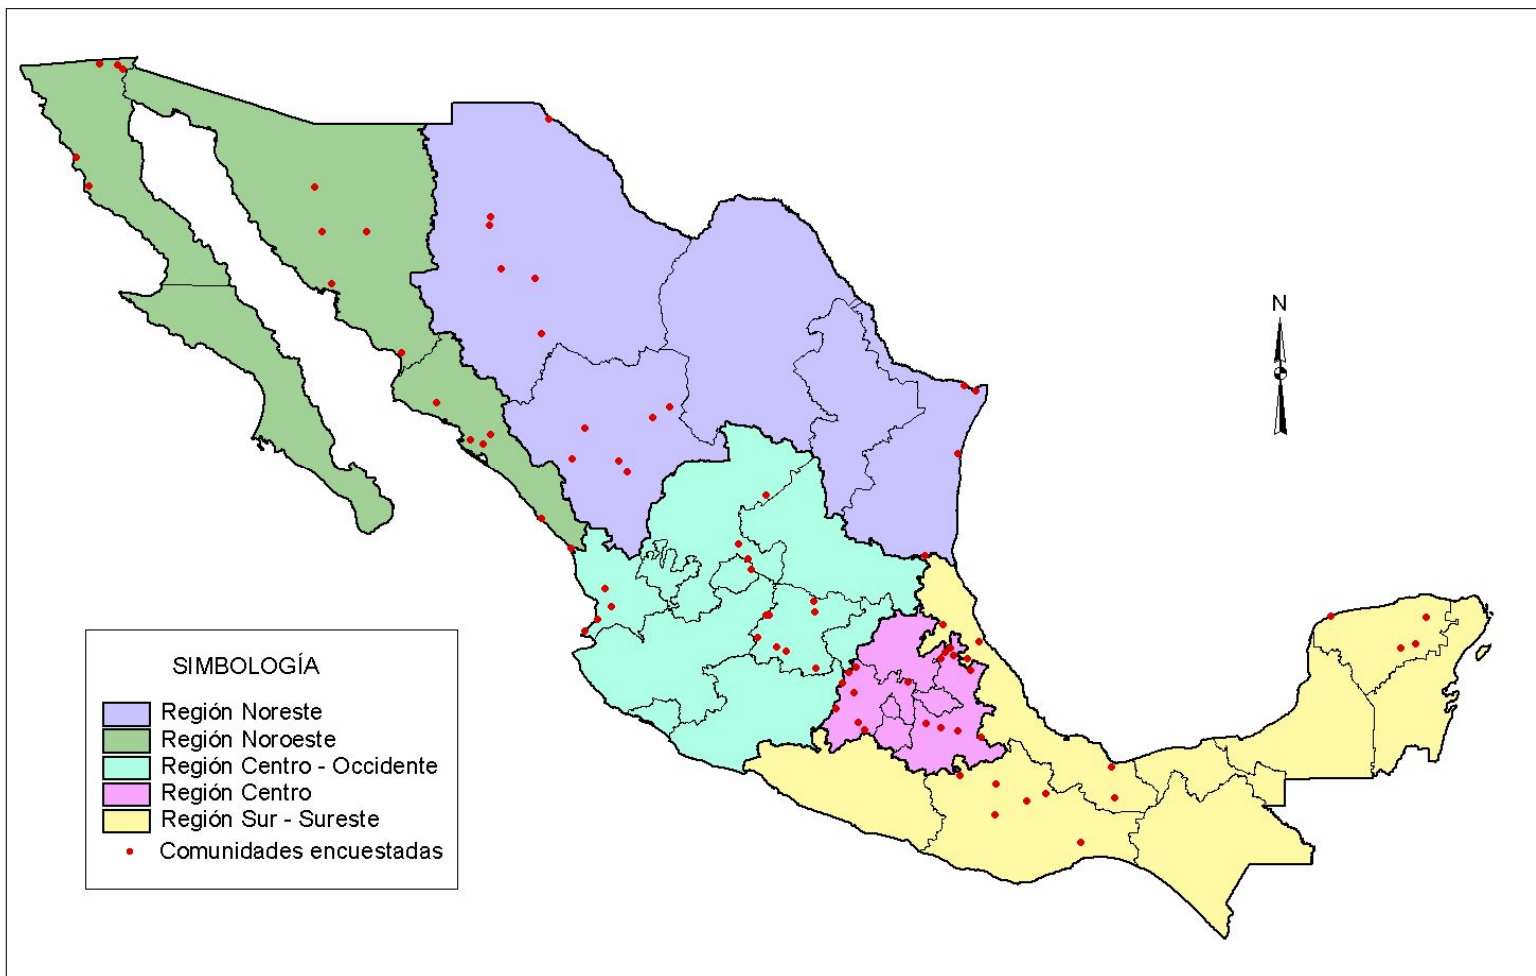 N
SIMBOLOGÍA
Región Noreste
Región Noroeste
Región Centro - Occidente
Región Centro
Región Sur - Sureste
Comunidades encuestadas